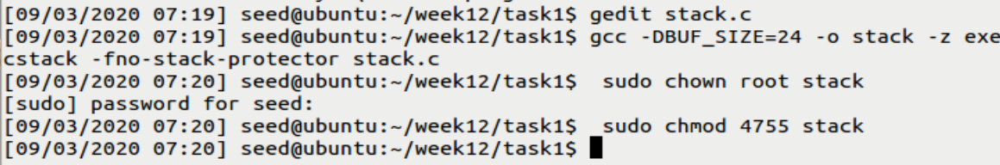 [09/03/2020 07:19] seed@ubuntu:~/week12/task1$ gedit stack.c
[09/03/2020 07:19] seed@ubuntu:~/week12/task1$ gcc -DBUF_SIZE=24 -o stack -z exe
cstack -fno-stack-protector stack.c
[09/03/2020 07:20] seed@ubuntu:~/week12/task1$  sudo chown root stack
[sudo] password for seed:
[09/03/2020 07:20] seed@ubuntu:~/week12/task1$  sudo chmod 4755 stack
[09/03/2020 07:20] seed@ubuntu:~/week12/task1$